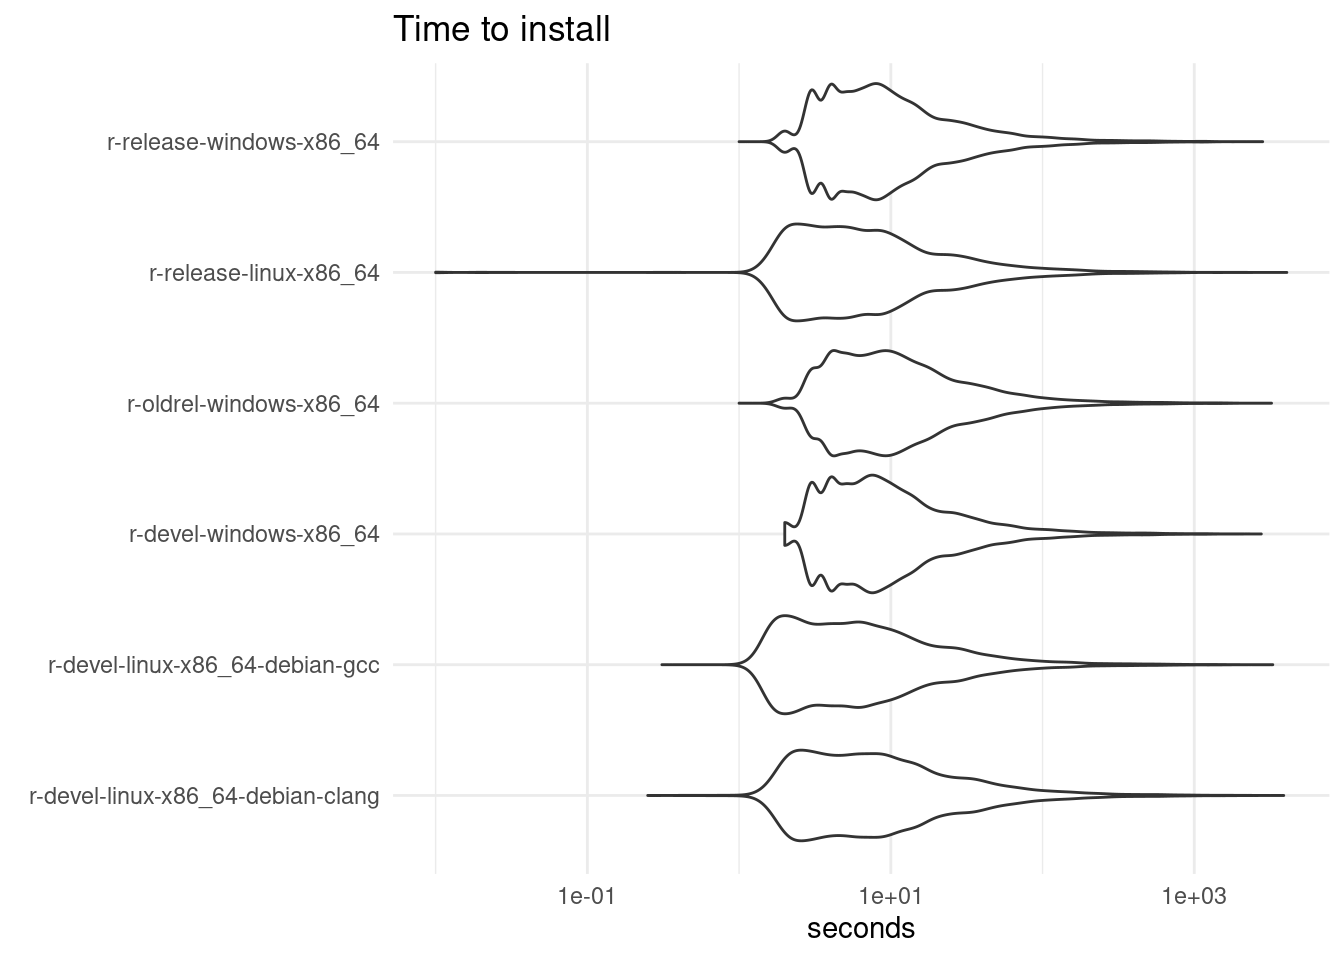 Time to install
r-release-windows-x86_64
r-release-linux-x86_64
r-oldrel-windows-x86_64
r-devel-windows-x86_64
r-devel-linux-x86_64-debian-gcc
r-devel-linux-x86_64-debian-clang
1e-01 1e+01 1e+03
seconds